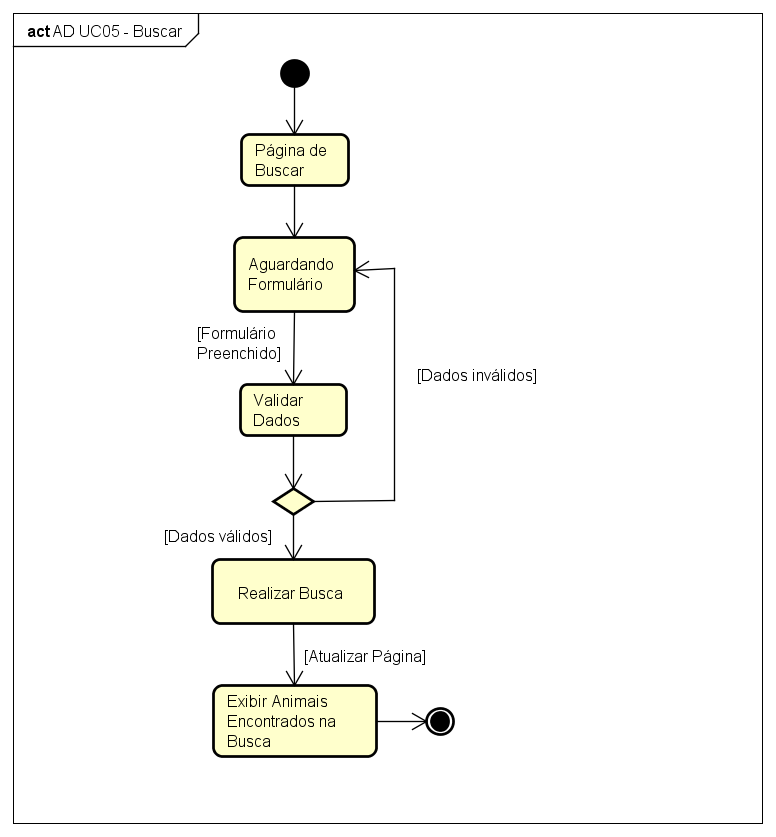 act AD UC05 - Buscar
Página de
Buscar
Aguardando
Formulário
[Formulário
Preenchido]
[Dados inválidos]
Validar
Dados
[Dados válidos]
Realizar Busca
[Atualizar Página]
Exibir Animais
Encontrados na
Busca